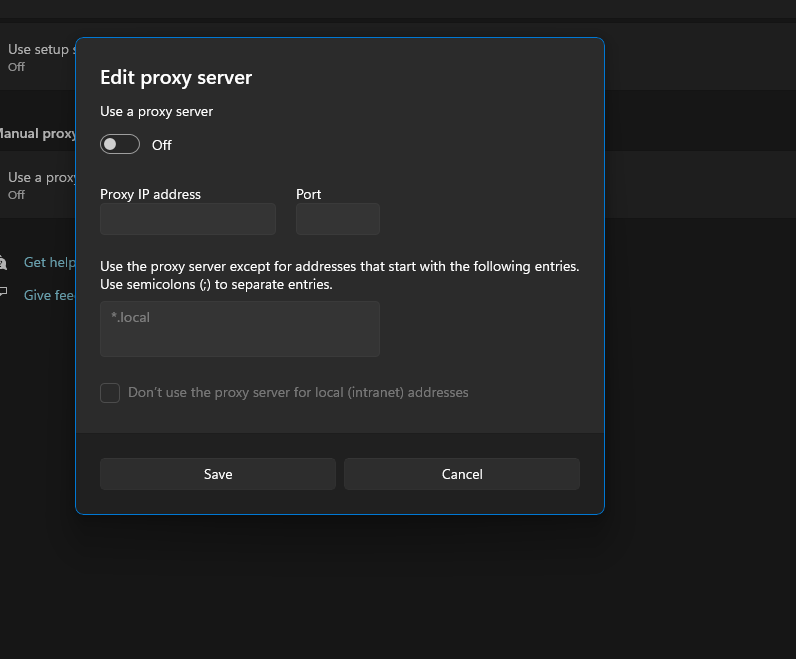 Use setup
Off
Edit proxy server
Use a proxy server
Off
Manual proxy
Use a proxy
Off
Proxy IP address Port
Get help
Use the proxy server except for addresses that start with the following entries.
Use semicolons (;) to separate entries.
Give
*.local
Don't use the proxy server for local (intranet) addresses
Save Cancel